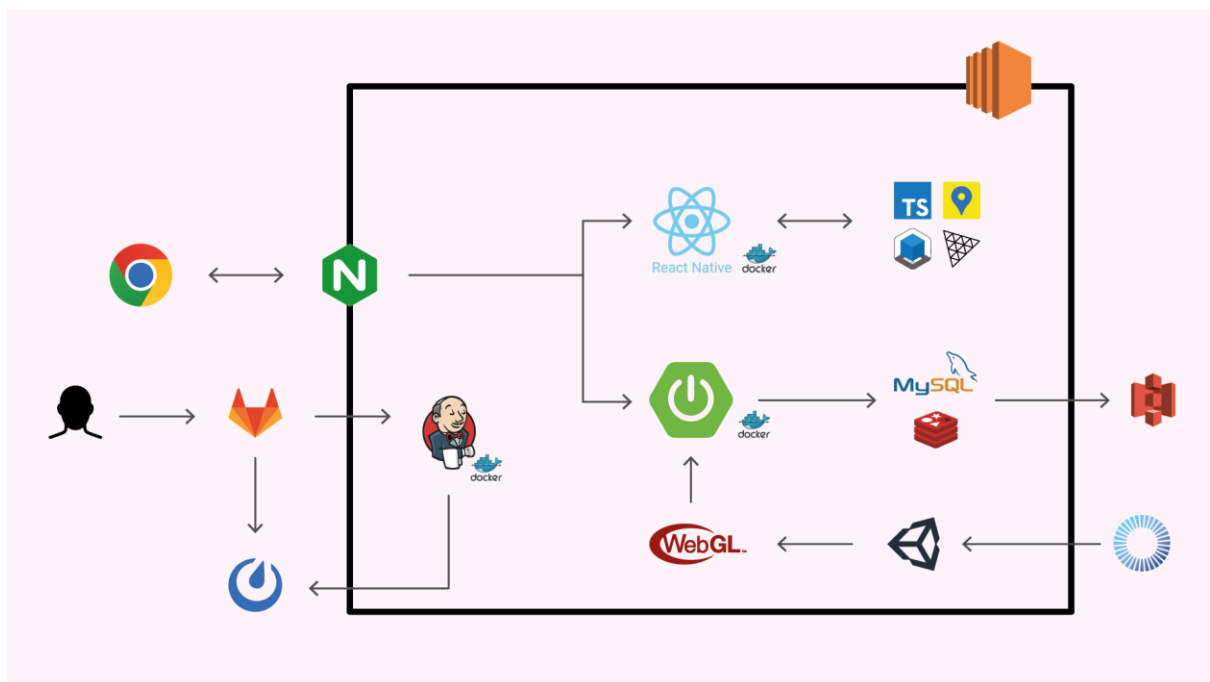 TS
N
React Native
docker
MySQL
docker
docker
WebGL